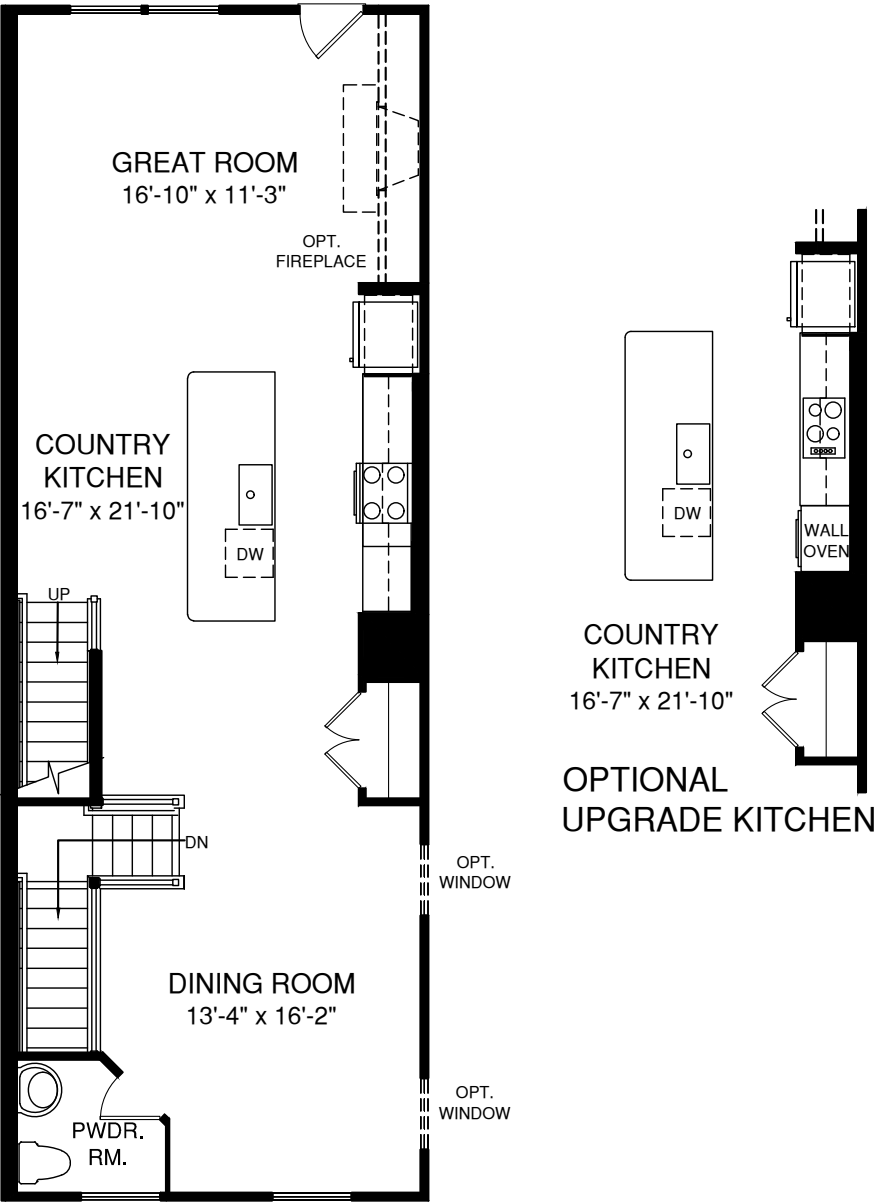 GREAT ROOM
16'-10" x 11'-3"
OPT.
FIREPLACE
COUNTRY
KITCHEN
16'-7" x 21'-10"
DW
UP
DN
OPT.
WINDOW
DINING ROOM
13'-4" x 16'-2"
OPT.
WINDOW
PWDR.
RM.
DW
WALL
OVEN
COUNTRY
KITCHEN
16'-7" x 21'-10"
OPTIONAL
UPGRADE KITCHEN